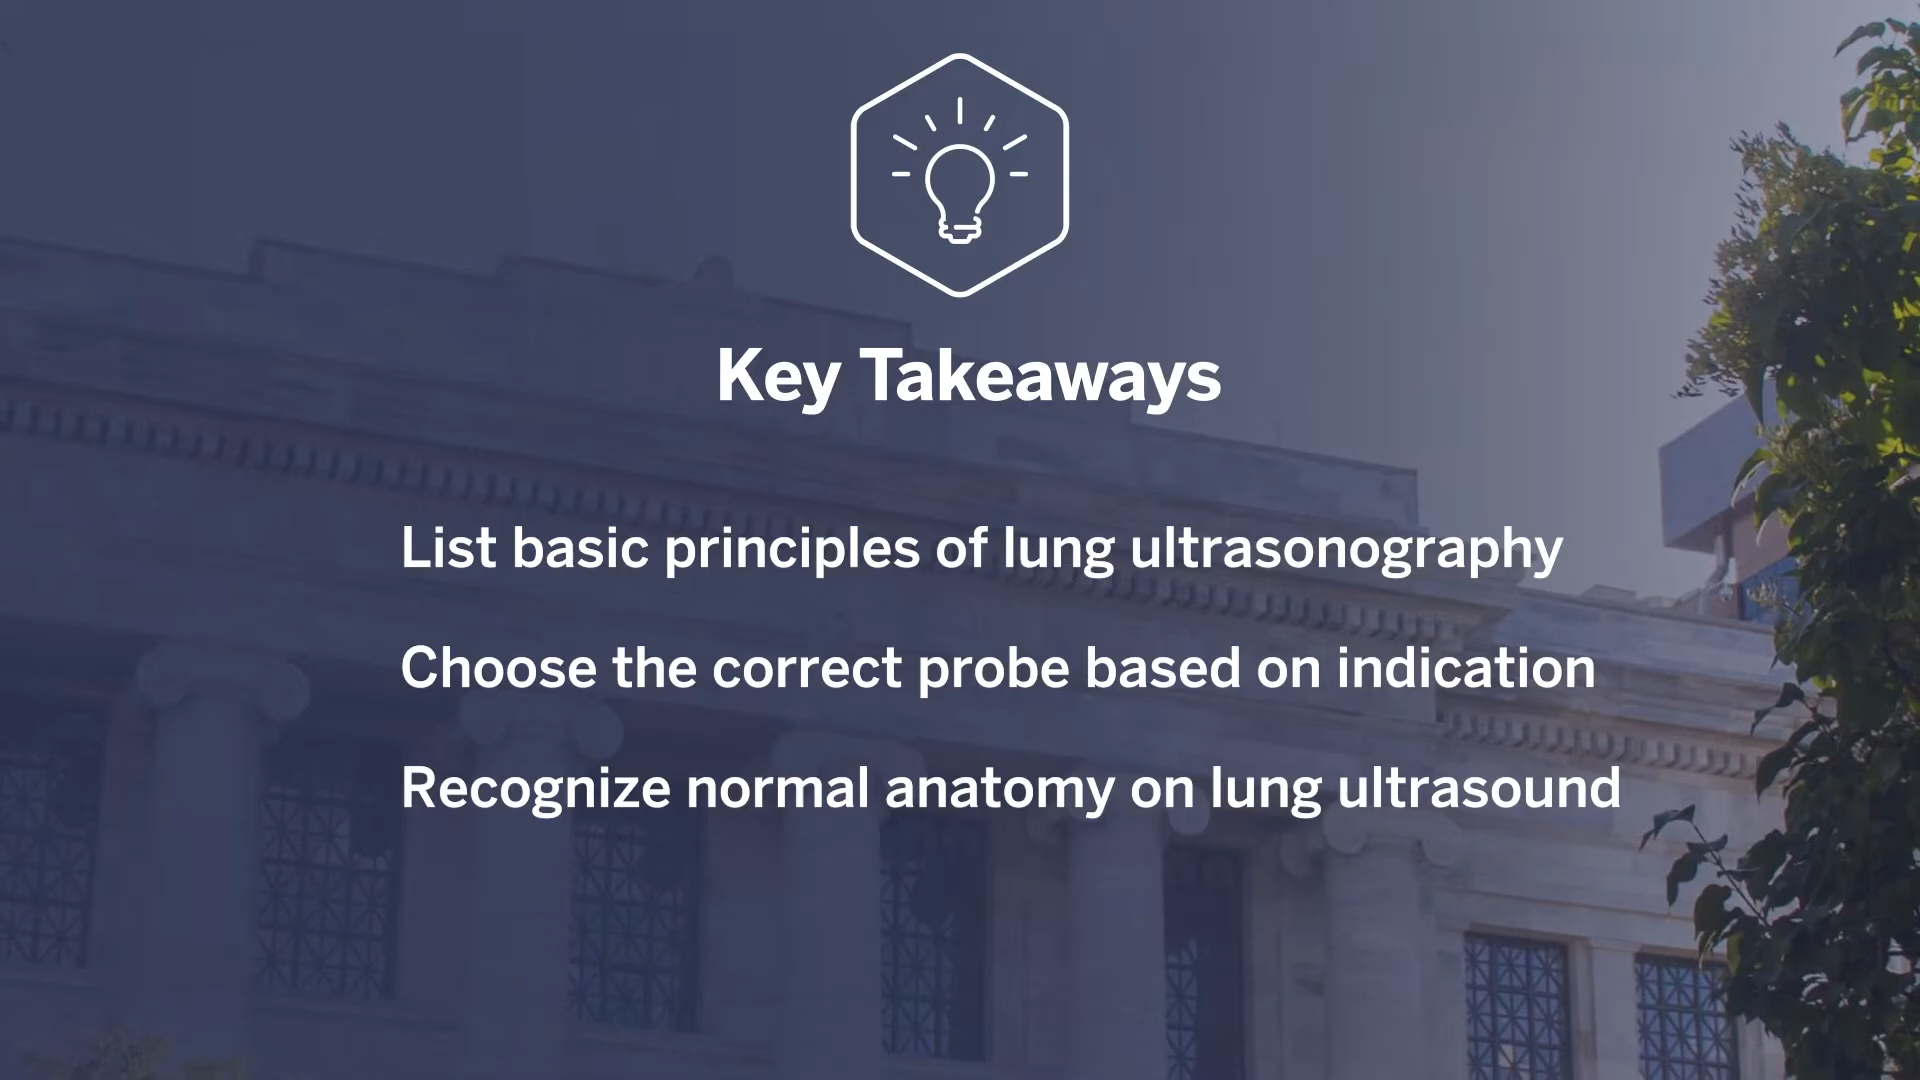 Key Takeaways
List basic principles of lung ultrasonography
Choose the correct probe based on indication
Recognize normal anatomy on lung ultrasound